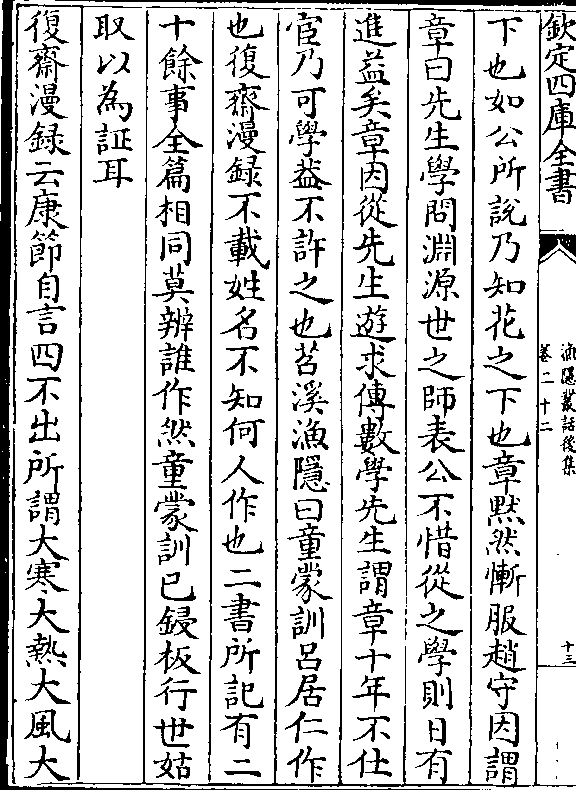 欽定四庫全書
漁隱叢話後集
卷二十二
十三
下也如公所說乃知花之下也章黙然慚服趙守因謂
章曰先生學問淵源世之師表公不惜從之學則日有
進益矣章因從先生遊求傳數學先生謂章十年不仕
宦乃可學葢不許之也苕溪漁隱曰童蒙訓呂居仁作
也復齋漫録不載姓名不知何人作也二書所記有二
十餘事全篇相同莫辨誰作然童蒙訓已鋟板行世姑
取以為証耳
復齋漫録云康節自言四不出所謂大寒大熱大風大